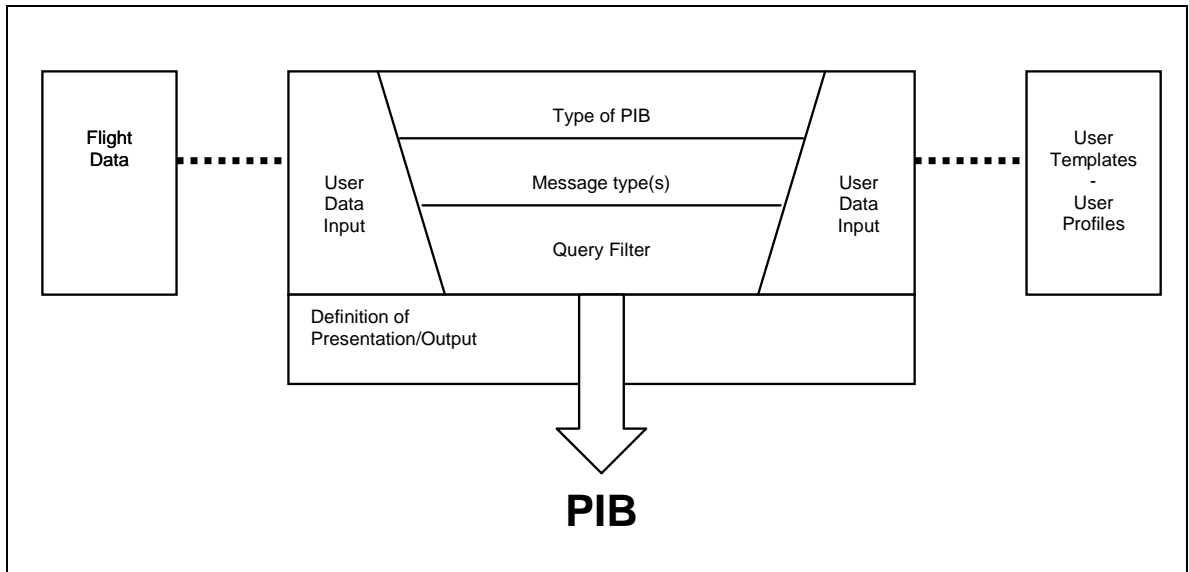 Flight
Data
User
Data
Input
Type of PIB
Message type(s)
Query Filter
User
Data
Input
User
Templates
-
User
Profiles
Definition of
Presentation/Output
PIB